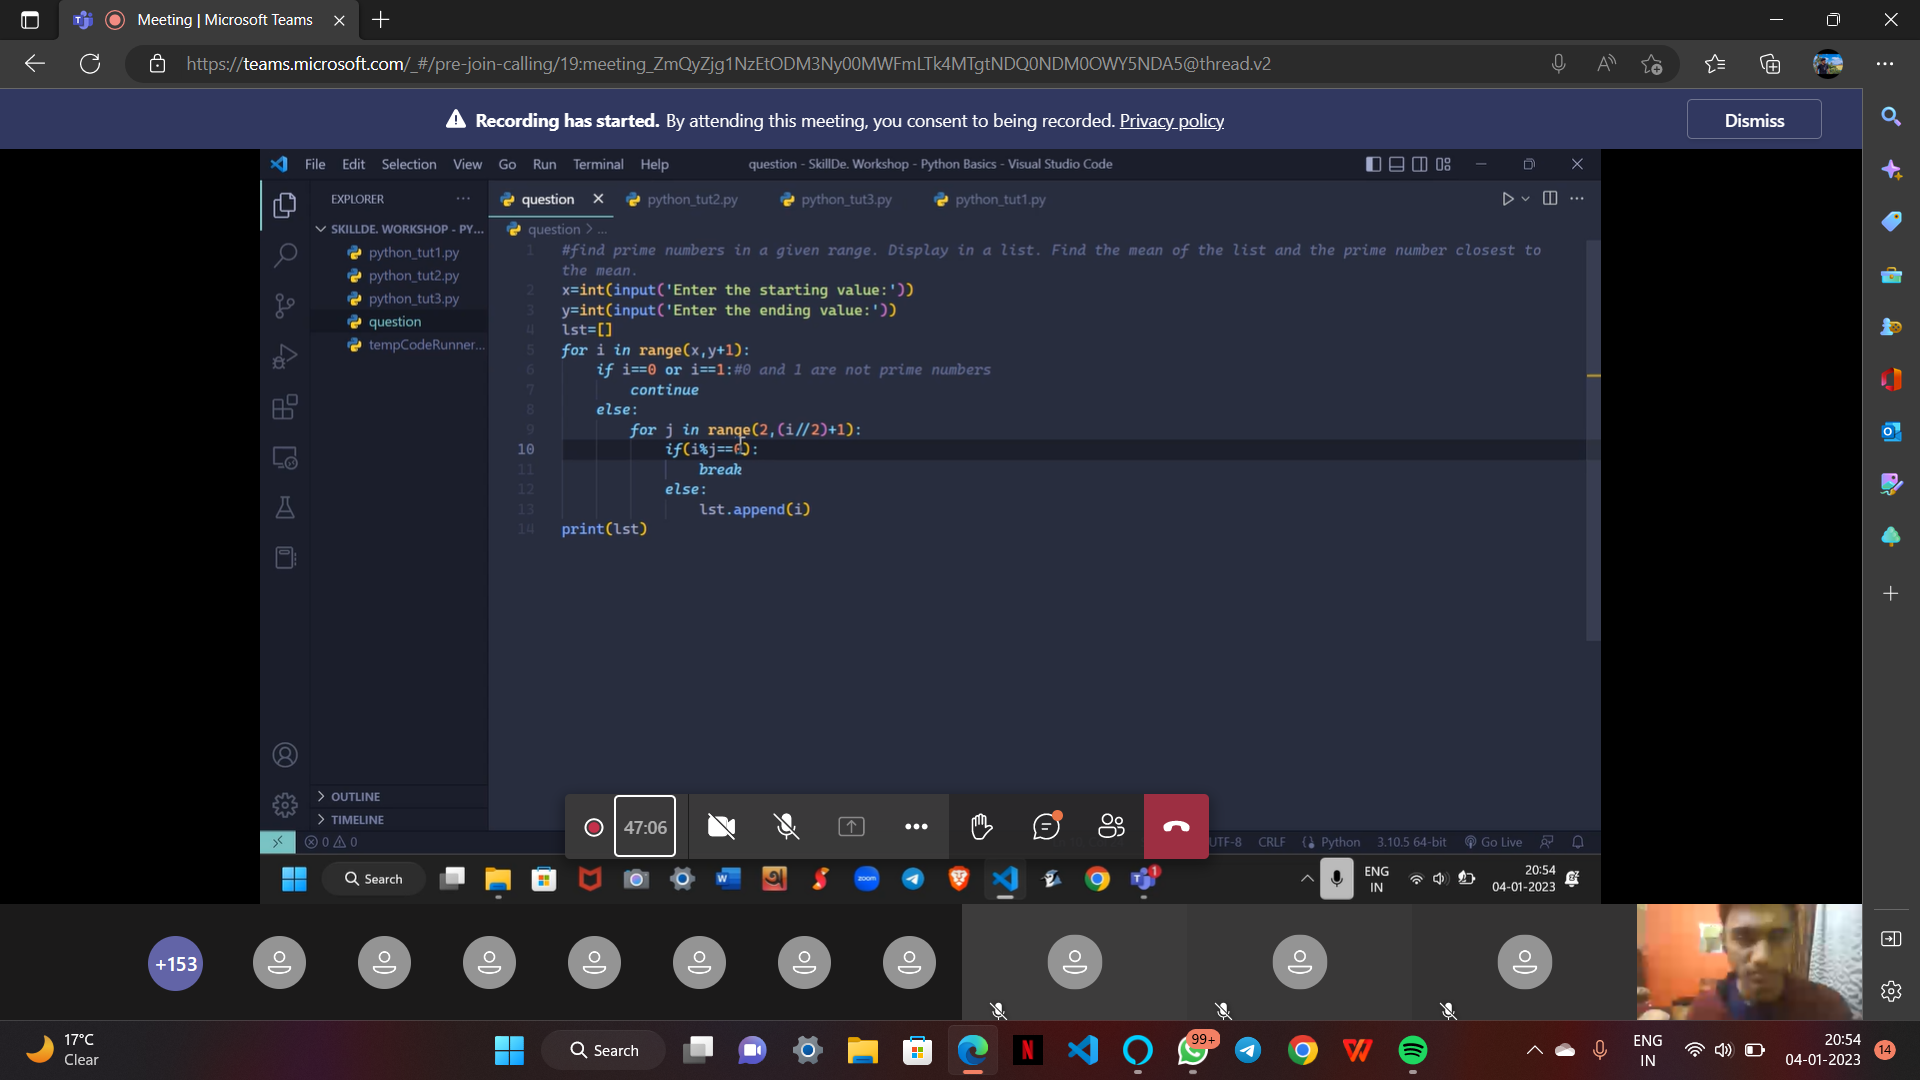 Meeting | Microsoft Teams
https://teams.microsoft.com/_#/pre-join-calling/19:meeting_ZmQyZjg1NzEtODM3Ny00MWFmLTk4MTgtNDQ0NDM0OWY5NDA5@thread.v2
Recording has started. By attending this meeting, you consent to being recorded. Privacy policy
Dismiss
File Edit Selection View Go Run Terminal Help
question - SkillDe. Workshop - Python Basics - Visual Studio Code
EXPLORER
question python_tut2.py python_tut3.py python_tut1.py
SKILLDE. WORKSHOP - PY...
question > ...
python_tut1.py
python_tut2.py
python_tut3.py
question
tempCodeRunner...
1 #find prime numbers in a given range. Display in a list. Find the mean of the list and the prime number closest to
the mean.
2 x=int(input('Enter the starting value:'))
3 y=int(input('Enter the ending value:'))
4 lst=[]
5 for i in range(x,y+1):
6 if i==0 or i==1:#0 and 1 are not prime numbers
7 continue
8 else:
9 for j in range(2,(i//2)+1):
10 if(i%j==0):
11 break
12 else:
13 lst.append(i)
14 print(lst)
OUTLINE
TIMELINE
47:06
0 0
UTF-8 CRLF Python 3.10.5 64-bit Go Live
Search
zoom
1
ENG
IN
20:54
04-01-2023
+153
17°C
Clear
Search
99+
ENG
IN
20:54
04-01-2023
14